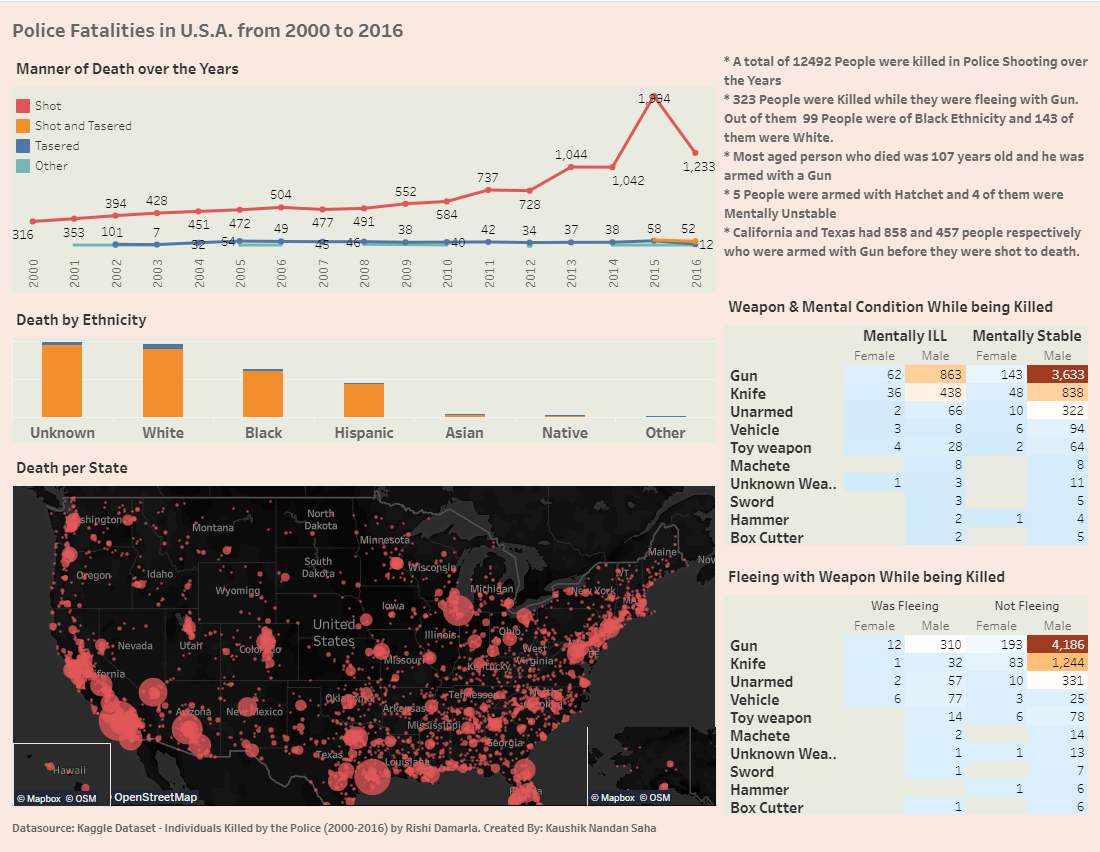 Police Fatalities in U.S.A. from 2000 to 2016
Manner of Death over the Years
Shot
Shot and Tasered
Tasered
Other
316
353
394
428
451
472
504
477
491
552
584
737
728
1,044
1,042
1,233
101
7
32
54
49
45
46
38
40
42
34
37
38
58
52
12
2000
2001
2002
2003
2004
2005
2006
2007
2008
2009
2010
2011
2012
2013
2014
2015
2016
* A total of 12492 People were killed in Police Shooting over
the Years
* 323 People were Killed while they were fleeing with Gun.
Out of them 99 People were of Black Ethnicity and 143 of
them were White.
* Most aged person who died was 107 years old and he was
armed with a Gun
* 5 People were armed with Hatchet and 4 of them were
Mentally Unstable
* California and Texas had 858 and 457 people respectively
who were armed with Gun before they were shot to death.
Death by Ethnicity
Unknown White Black Hispanic Asian Native Other
Death per State
Montana
North
Dakota
Minnesota
Oregon
Idaho
South
Dakota
Wisconsin
Michigan
Maine
VT
New York
Wyoming
Iowa
Nevada
Utah
Colorado
United
States
Illinois
Ohio
West
Virginia
Missouri
Kentucky
Arizona
New Mexico
Arkansas
Tennessee
Mississippi
Georgia
Texas
Louisiana
Hawaii
© Mapbox © OSM
OpenStreetMap
© Mapbox © OSM
Weapon & Mental Condition While being Killed
Mentally ILL Mentally Stable
Female Male Female Male
Gun 62 863 143 3,633
Knife 36 438 48 838
Unarmed 2 66 10 322
Vehicle 3 8 6 94
Toy weapon 4 28 2 64
Machete 8 8
Unknown Wea.. 1 3 11
Sword 3 5
Hammer 2 1 4
Box Cutter 2 5
Fleeing with Weapon While being Killed
Was Fleeing Not Fleeing
Female Male Female Male
Gun 12 310 193 4,186
Knife 1 32 83 1,244
Unarmed 2 57 10 331
Vehicle 6 77 3 25
Toy weapon 14 6 78
Machete 2 14
Unknown Wea.. 1 1 13
Sword 1 7
Hammer 1 6
Box Cutter 1 6
Datasource: Kaggle Dataset - Individuals Killed by the Police (2000-2016) by Rishi Damarla. Created By: Kaushik Nandan Saha